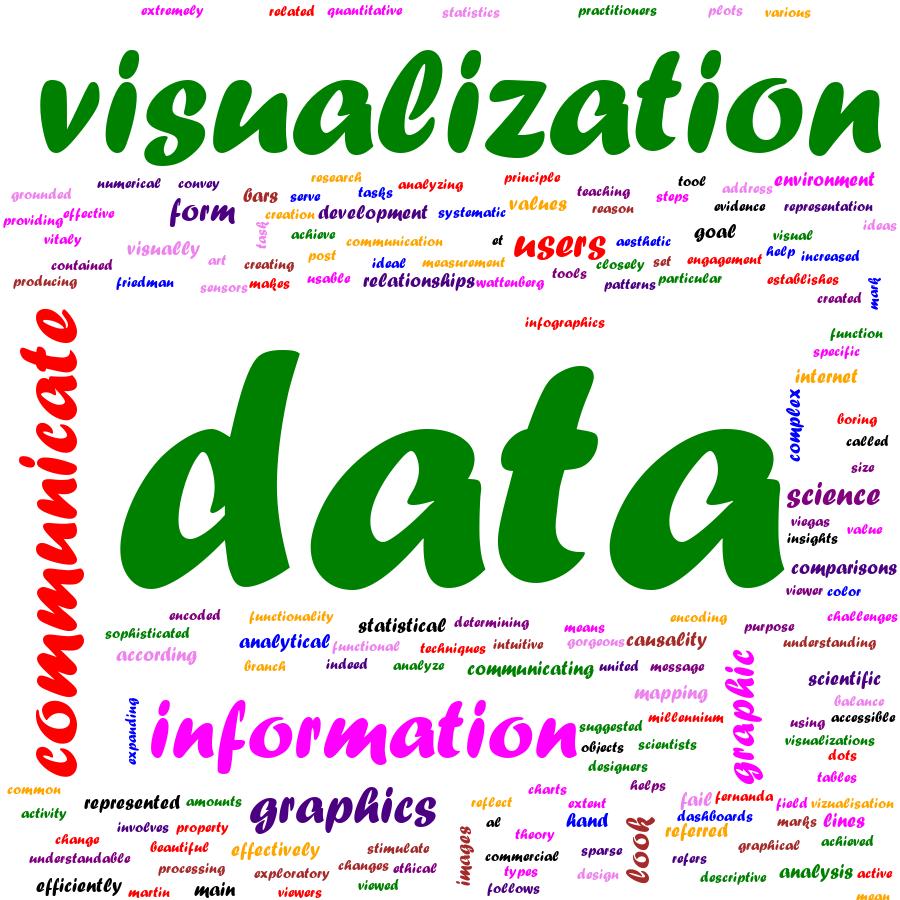 extremely related quantitative statistics practitioners plots various
visualization
research principle
numerical convey tasks analyzing tool environment
grounded bars serve teaching steps address
form values evidence representation
providing effective creation development systematic reason
task ideas
vitaly achieve communication et users aesthetic goal visual
visually post help increased
contained art creating ideal measurement closely set engagement
tools
producing friedman sensors makes usable relationships wattenberg patterns particular establishes
mark
created
infographics
function
specific
communicate
data
internet
complex
boring
called
size
science
viegas value
insights
comparisons
viewer color
encoded functionality encoding challenges
statistical determining means purpose
sophisticated analytical functional techniques intuitive gorgeous causality understanding
according
branch indeed analyze communicating united message
graphic
scientific
mapping balance
expanding
information
suggested millennium using accessible
objects scientists visualizations
dots
designers
tables
common charts helps
activity represented amounts graphics reflect extent fail fernanda field vizualisation
al hand dashboards marks lines
involves property theory referred
change images look achieved
beautiful effectively stimulate graphical
understandable commercial sparse refers
processing exploratory changes ethical types design descriptive analysis active
efficiently martin main viewers viewed follows
mean